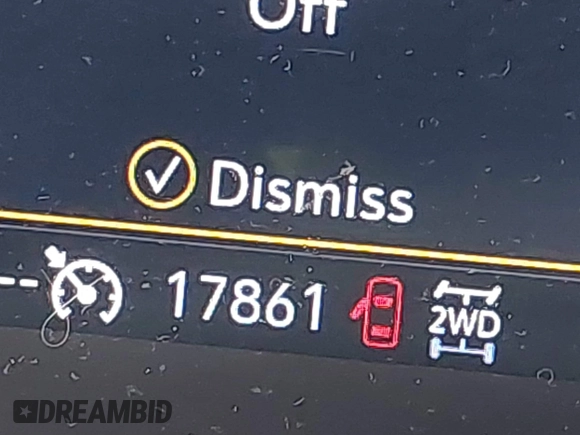 Off
Dismiss
-- 17861 2WD
DREAMBID